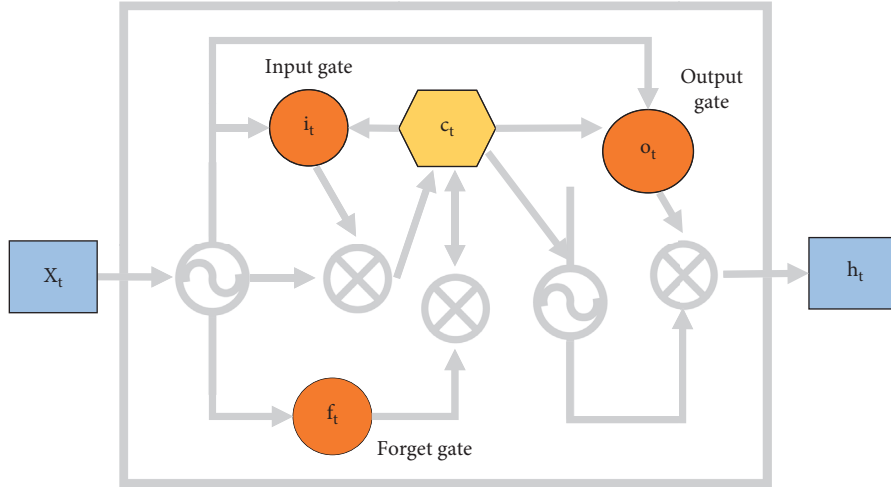 Input gate
Output
gate
i_t
c_t
o_t
X_t
h_t
f_t
Forget gate